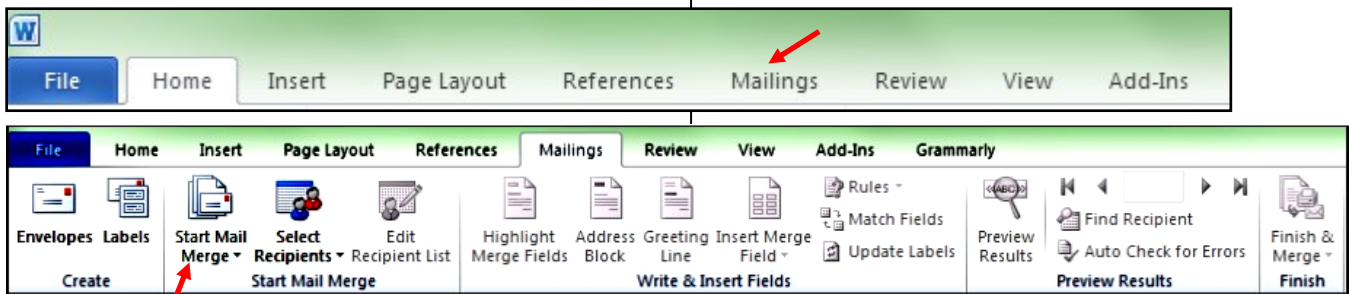 W
File Home Insert Page Layout References Mailings Review View Add-Ins
File Home Insert Page Layout References Mailings Review View Add-Ins Grammarly
Envelopes Labels
Create
Start Mail
Merge
Select
Recipients
Edit
Recipient List
Start Mail Merge
Highlight
Merge Fields
Address
Block
Greeting
Line
Insert Merge
Field
Rules
Match Fields
Update Labels
Write & Insert Fields
«ABC»
Preview
Results
Find Recipient
Auto Check for Errors
Preview Results
Finish &
Merge
Finish